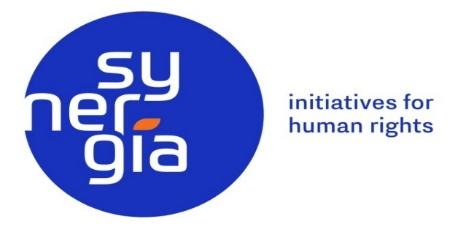 sy
ner
gia
initiatives for
human rights